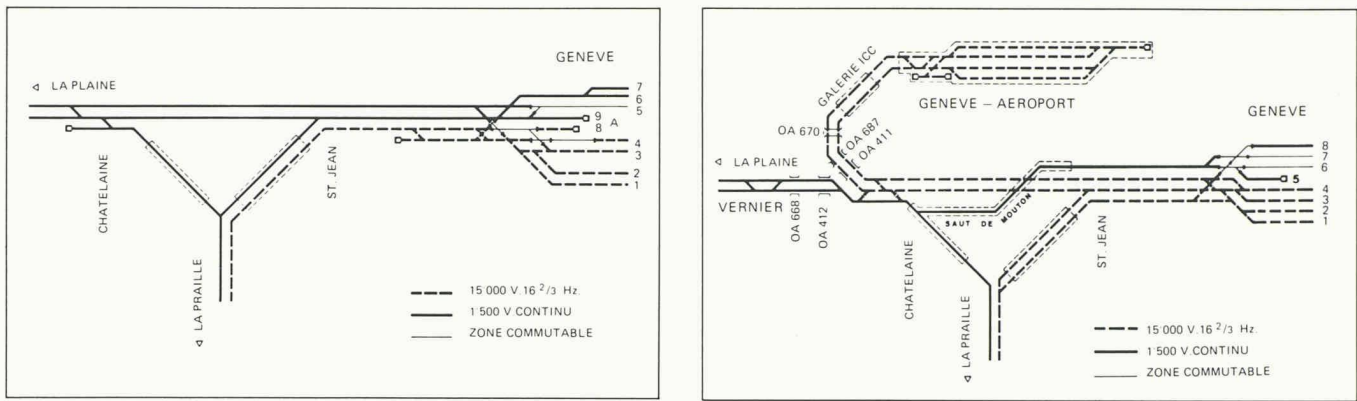 GENEVE
◁ LA PLAINE
7
6
5
9 A
8
4
3
2
1
CHATELAINE
ST. JEAN
◁ LA PRAILLE
15'000 V. 16 2/3 Hz.
1'500 V CONTINU
ZONE COMMUTABLE
GALERIE ICC
GENEVE – AEROPORT
GENEVE
OA 670
OA 687
OA 411
◁ LA PLAINE
8
7
6
5
4
3
2
1
VERNIER
OA 668
OA 412
SAUT DE MOUTON
CHATELAINE
ST. JEAN
◁ LA PRAILLE
15'000 V. 16 2/3 Hz.
1'500 V. CONTINU
ZONE COMMUTABLE